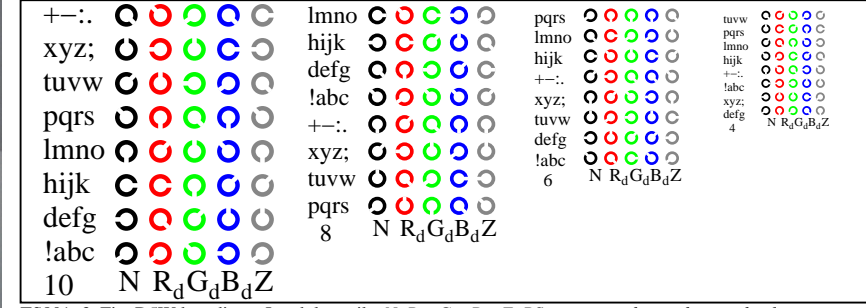 +−:.
xyz;
tuvw
pqrs
lmno
hijk
defg
!abc
10 N RdGdBdZ
lmno
hijk
defg
!abc
+−:.
xyz;
tuvw
pqrs
8 N RdGdBdZ
pqrs
lmno
hijk
+−:.
xyz;
tuvw
defg
!abc
6 N RdGdBdZ
tuvw
pqrs
lmno
hijk
+−:.
!abc
xyz;
defg
4 N RdGdBdZ